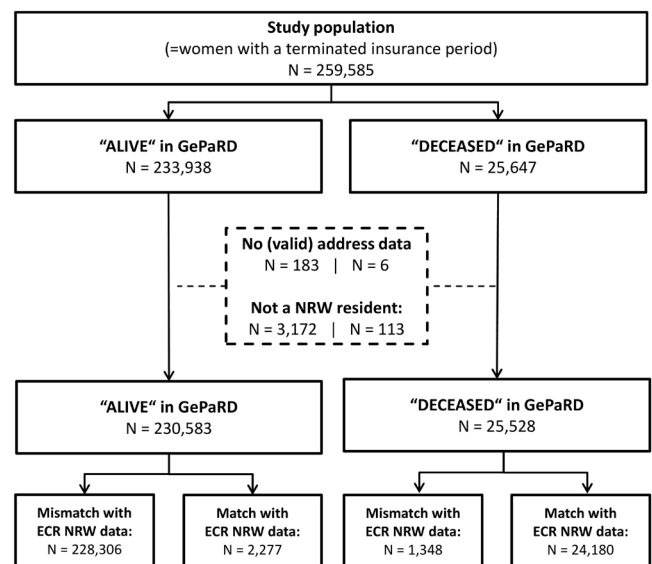 Study population
(=women with a terminated insurance period)
N = 259,585
“ALIVE“ in GePaRD
N = 233,938
“DECEASED“ in GePaRD
N = 25,647
No (valid) address data
N = 183 | N = 6
Not a NRW resident:
N = 3,172 | N = 113
“ALIVE“ in GePaRD
N = 230,583
“DECEASED“ in GePaRD
N = 25,528
Mismatch with
ECR NRW data:
N = 228,306
Match with
ECR NRW data:
N = 2,277
Mismatch with
ECR NRW data:
N = 1,348
Match with
ECR NRW data:
N = 24,180